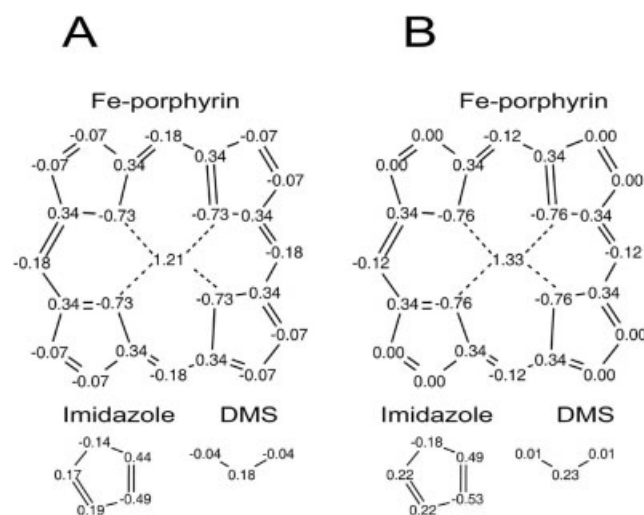 A
Fe-porphyrin
-0.07 -0.18 -0.07
0.34
-0.07 0.34
-0.07
0.34 -0.73 -0.73 0.34
-0.18
1.21
-0.18
-0.73 0.34
0.34 -0.73
-0.07
-0.07 0.34 0.34
-0.07 -0.18 -0.07
Imidazole
-0.14
0.44
0.17
0.19 -0.49
DMS
-0.04 -0.04
0.18
B
Fe-porphyrin
0.00 -0.12 0.00
0.34
0.00 0.34
0.00
0.34 -0.76 -0.76 0.34
-0.12
1.33
-0.12
-0.76 0.34
0.34 -0.76
0.00
0.00 0.34 0.34
0.00 -0.12 0.00
Imidazole
-0.18
0.49
0.22
0.22 -0.53
DMS
0.01 0.01
0.23